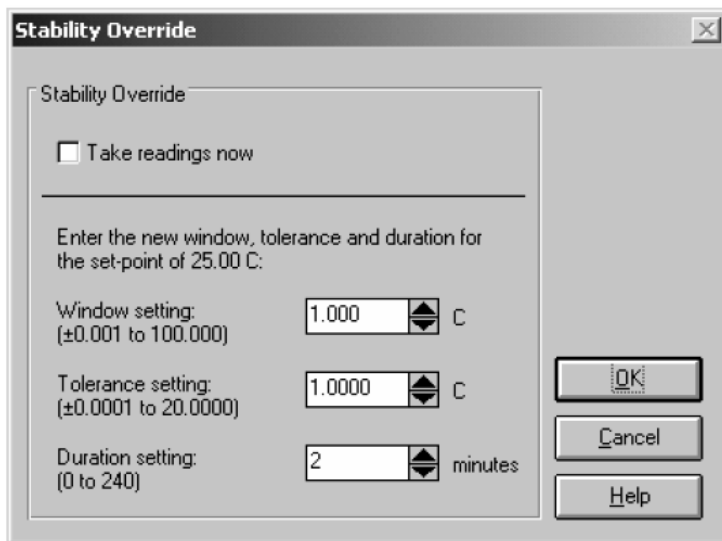 Stability Override
Stability Override
Take readings now
Enter the new window, tolerance and duration for
the set-point of 25.00 C:
Window setting:
(±0.001 to 100.000)
1.000
C
Tolerance setting:
(±0.0001 to 20.0000)
1.0000
C
Duration setting:
(0 to 240)
2
minutes
OK
Cancel
Help